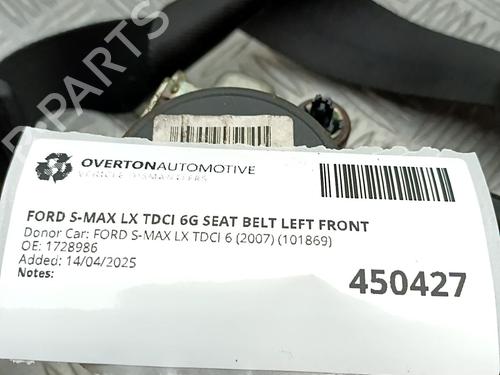 OVERTONAUTOMOTIVE
VEHICLE DISMANTLERS
FORD S-MAX LX TDCI 6G SEAT BELT LEFT FRONT
Donor Car: FORD S-MAX LX TDCI 6 (2007) (101869)
OE: 1728986
Added: 14/04/2025
Notes:
450427
B-Parts